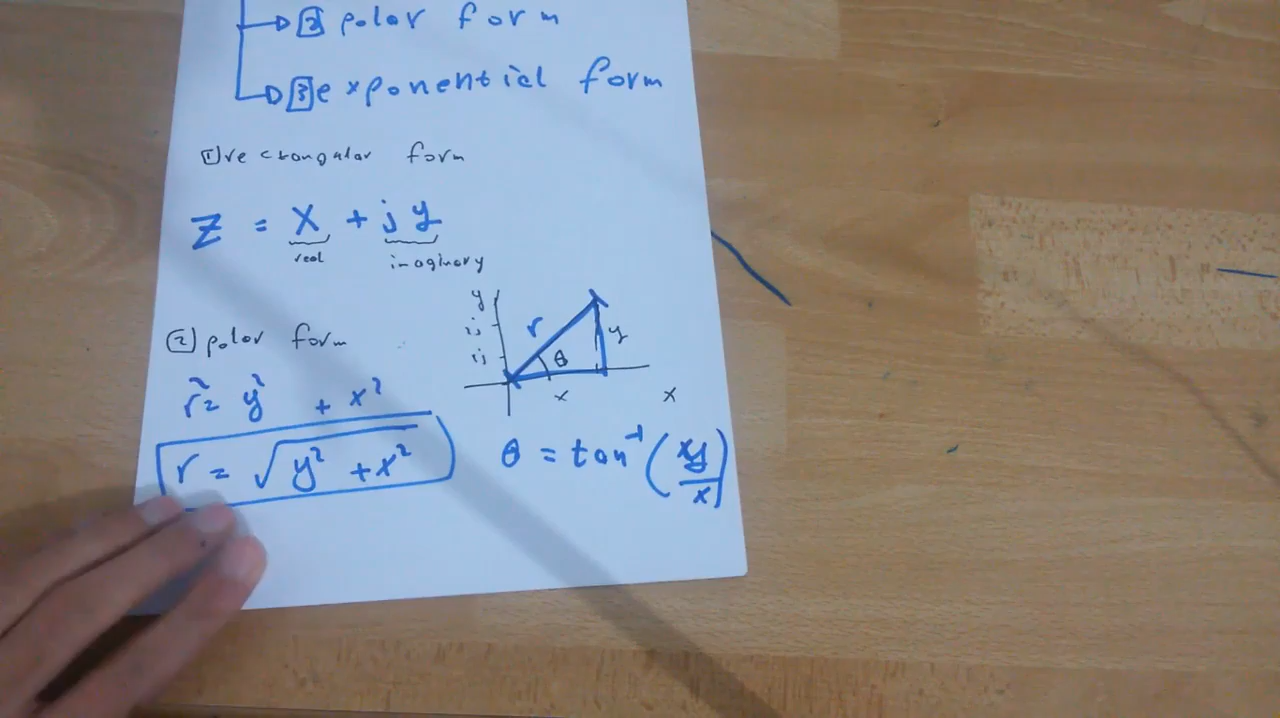 [2] polar form
[3] exponential form
[1] rectangular form
Z = x + j y
real imaginary
[2] polar form
r² = y² + x²
r = √(y² + x²)
y
r
θ
y
x
x
θ = tan⁻¹(y/x)